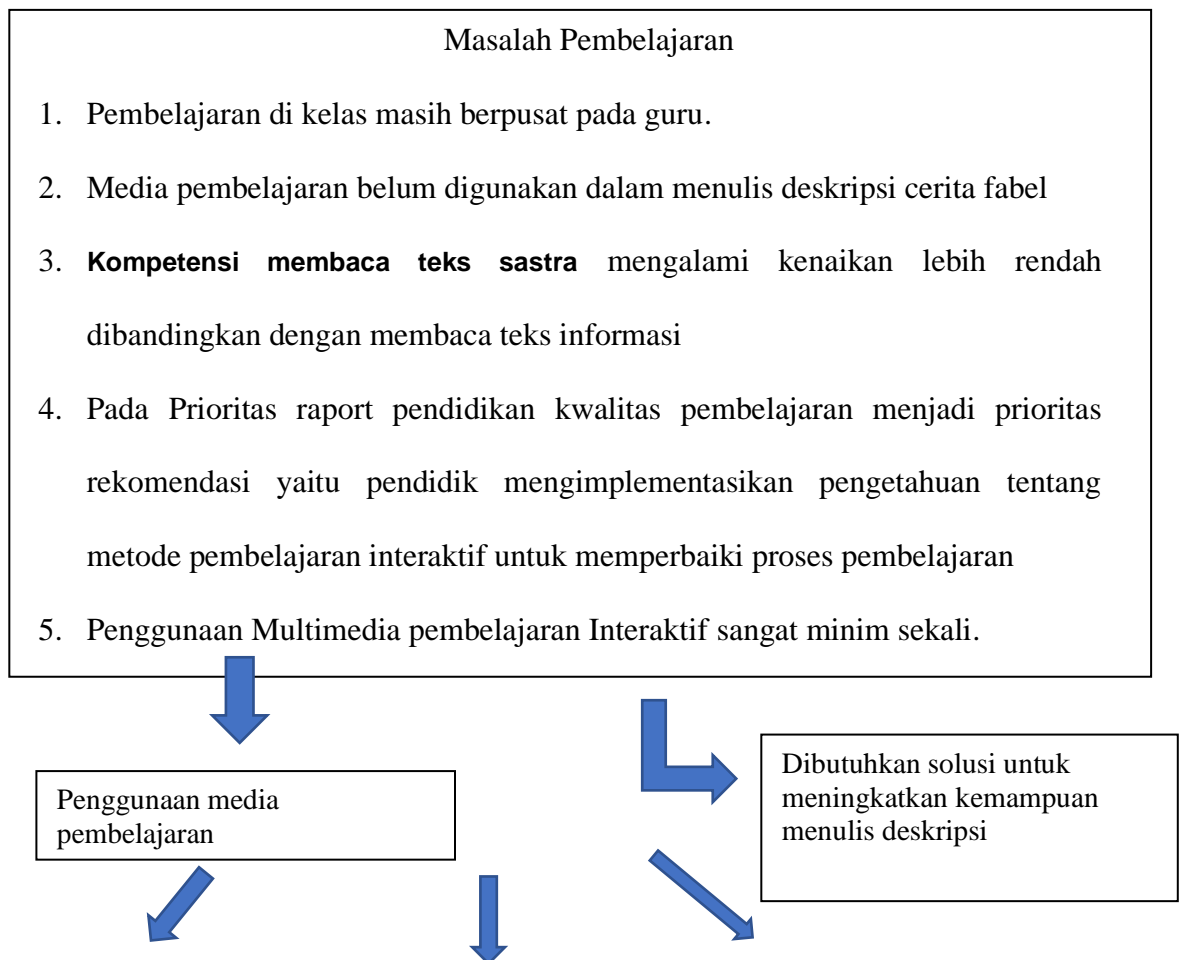 Masalah Pembelajaran
1. Pembelajaran di kelas masih berpusat pada guru.
2. Media pembelajaran belum digunakan dalam menulis deskripsi cerita fabel
3. Kompetensi membaca teks sastra mengalami kenaikan lebih rendah
dibandingkan dengan membaca teks informasi
4. Pada Prioritas raport pendidikan kwalitas pembelajaran menjadi prioritas
rekomendasi yaitu pendidik mengimplementasikan pengetahuan tentang
metode pembelajaran interaktif untuk memperbaiki proses pembelajaran
5. Penggunaan Multimedia pembelajaran Interaktif sangat minim sekali.
Penggunaan media
pembelajaran
Dibutuhkan solusi untuk
meningkatkan kemampuan
menulis deskripsi